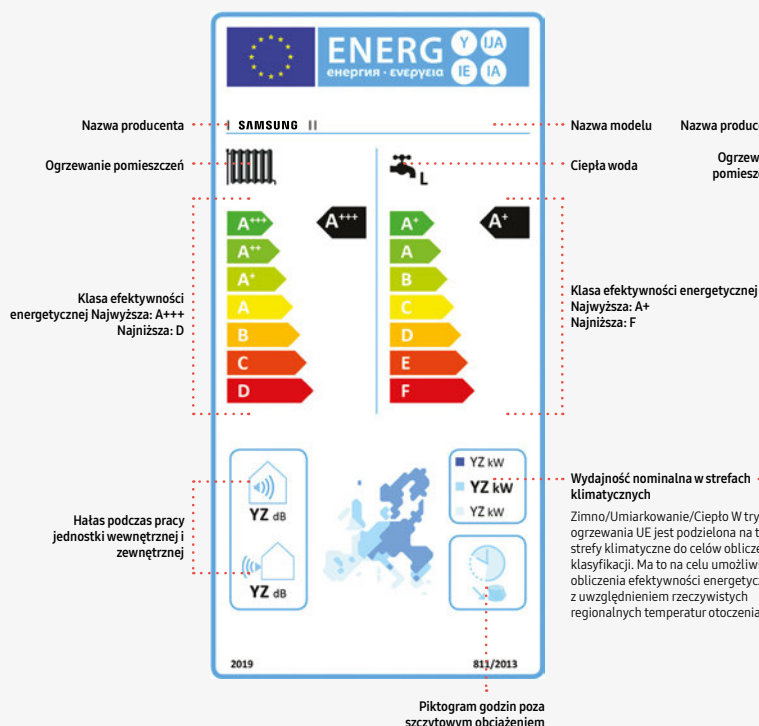 ENERG
енергия · ενεργεια
Y
IJA
IE
IA
Nazwa producenta
SAMSUNG
Nazwa modelu
Nazwa produce
Ogrzewanie pomieszczeń
L
Ciepła woda
Ogrzew
pomieszc
A+++
A++
A+
A
B
C
D
A+++
A+
A
B
C
D
E
F
A+
Klasa efektywności
energetycznej Najwyższa: A+++
Najniższa: D
Klasa efektywności energetycznej
Najwyższa: A+
Najniższa: F
YZ dB
YZ dB
Hałas podczas pracy
jednostki wewnętrznej i
zewnętrznej
YZ kW
YZ kW
YZ kW
Wydajność nominalna w strefach
klimatycznych
Zimno/Umiarkowanie/Ciepło W try
ogrzewania UE jest podzielona na t
strefy klimatyczne do celów oblicze
klasyfikacji. Ma to na celu umożliwi
obliczenia efektywności energetycz
z uwzględnieniem rzeczywistych
regionalnych temperatur otoczenia
2019
811/2013
Piktogram godzin poza
szczytowym obciążeniem